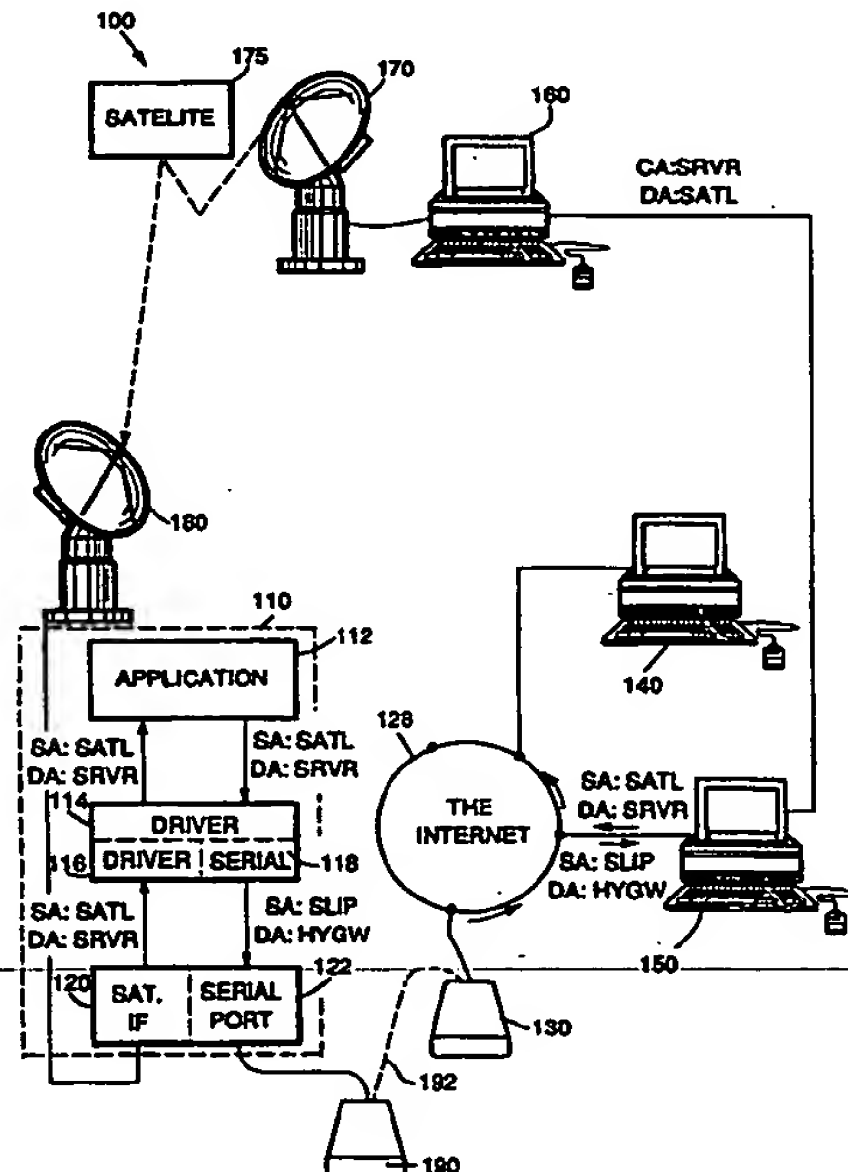 100
175
170
SATELITE
160
CA:SRVR
DA:SATL
180
110
112
APPLICATION
140
128
SA: SATL
DA: SRVR
SA: SATL
DA: SRVR
THE
INTERNET
SA: SATL
DA: SRVR
114
DRIVER
116
DRIVER
SERIAL
118
SA: SLIP
DA: HYGW
SA: SATL
DA: SRVR
SA: SLIP
DA: HYGW
150
120
SAT.
IF
SERIAL
PORT
122
130
192
190